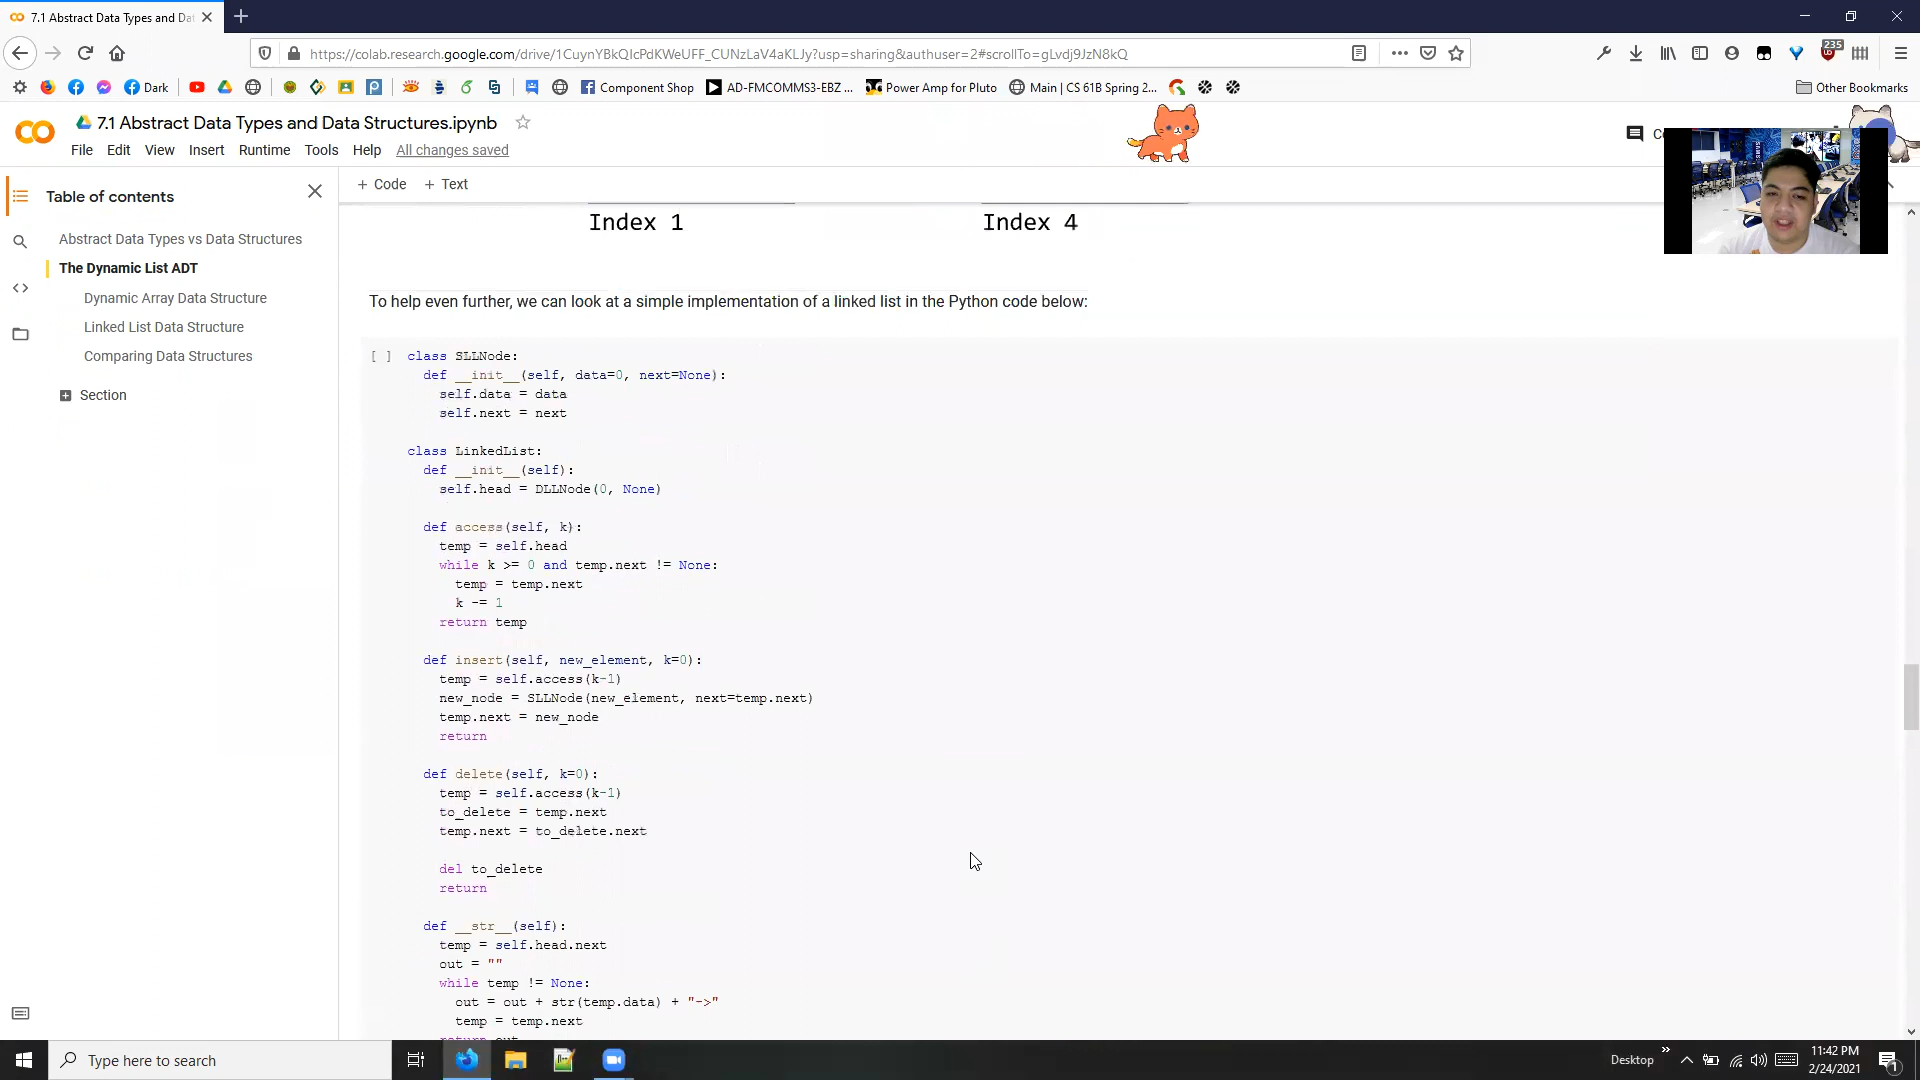 7.1 Abstract Data Types and Dat
https://colab.research.google.com/drive/1CuynYBkQIcPdKWeUFF_CUNzLaV4aKLJy?usp=sharing&authuser=2#scrollTo=gLvdj9JzN8kQ
235
Dark
Component Shop
AD-FMCOMMS3-EBZ ...
Power Amp for Pluto
Main | CS 61B Spring 2...
Other Bookmarks
7.1 Abstract Data Types and Data Structures.ipynb
File Edit View Insert Runtime Tools Help All changes saved
Table of contents
Abstract Data Types vs Data Structures
The Dynamic List ADT
Dynamic Array Data Structure
Linked List Data Structure
Comparing Data Structures
Section
+ Code + Text
Index 1 Index 4
To help even further, we can look at a simple implementation of a linked list in the Python code below:
[ ] class SLLNode:
def __init__(self, data=0, next=None):
self.data = data
self.next = next
class LinkedList:
def __init__(self):
self.head = DLLNode(0, None)
def access(self, k):
temp = self.head
while k >= 0 and temp.next != None:
temp = temp.next
k -= 1
return temp
def insert(self, new_element, k=0):
temp = self.access(k-1)
new_node = SLLNode(new_element, next=temp.next)
temp.next = new_node
return
def delete(self, k=0):
temp = self.access(k-1)
to_delete = temp.next
temp.next = to_delete.next
del to_delete
return
def __str__(self):
temp = self.head.next
out = ""
while temp != None:
out = out + str(temp.data) + "->"
temp = temp.next
return out
Type here to search
Desktop
11:42 PM
2/24/2021
1